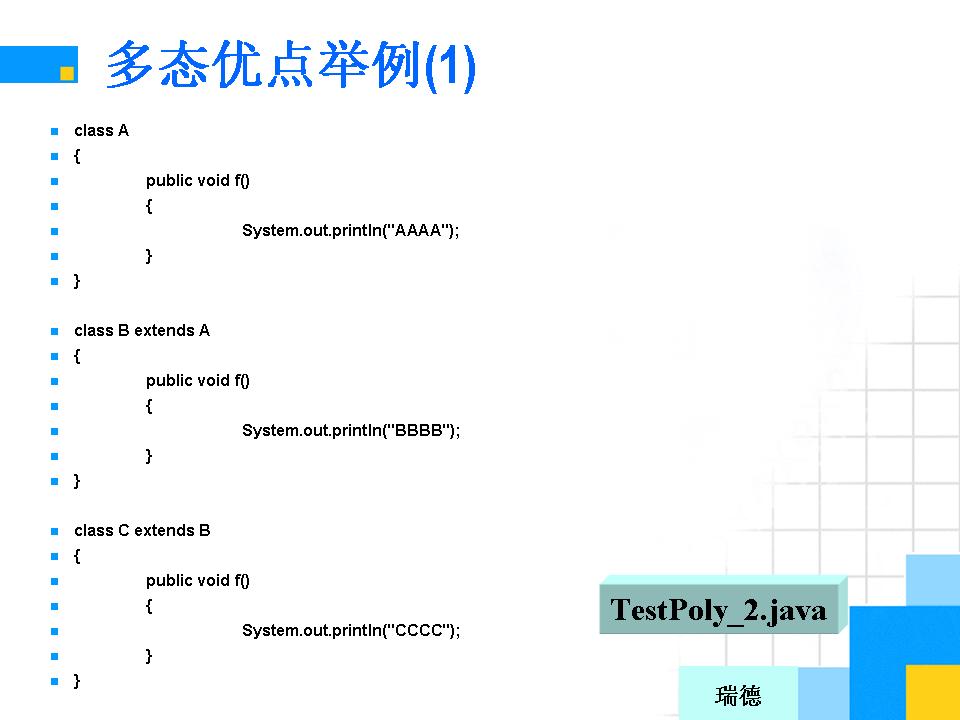 多态优点举例(1)
class A
{
public void f()
{
System.out.println("AAAA");
}
}
class B extends A
{
public void f()
{
System.out.println("BBBB");
}
}
class C extends B
{
public void f()
{
System.out.println("CCCC");
}
}
TestPoly_2.java
瑞德